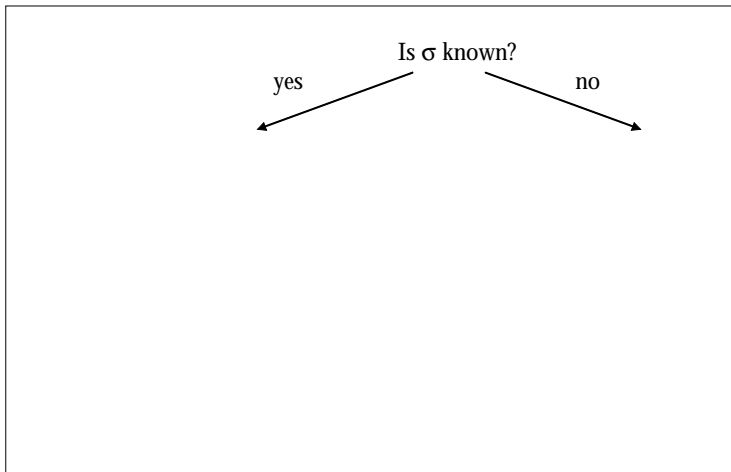 Is σ known?
yes
no